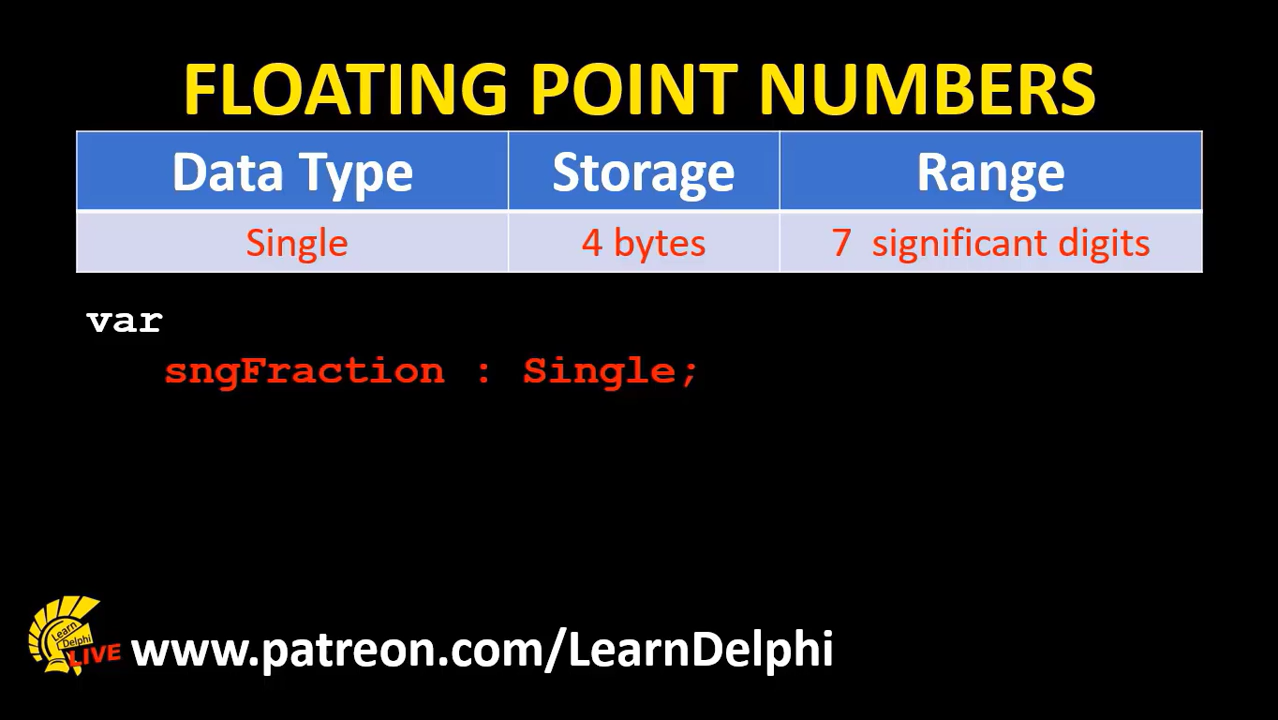 FLOATING POINT NUMBERS
Data Type Storage Range
Single 4 bytes 7 significant digits
var
sngFraction : Single;
Learn
Delphi
LIVE
www.patreon.com/LearnDelphi